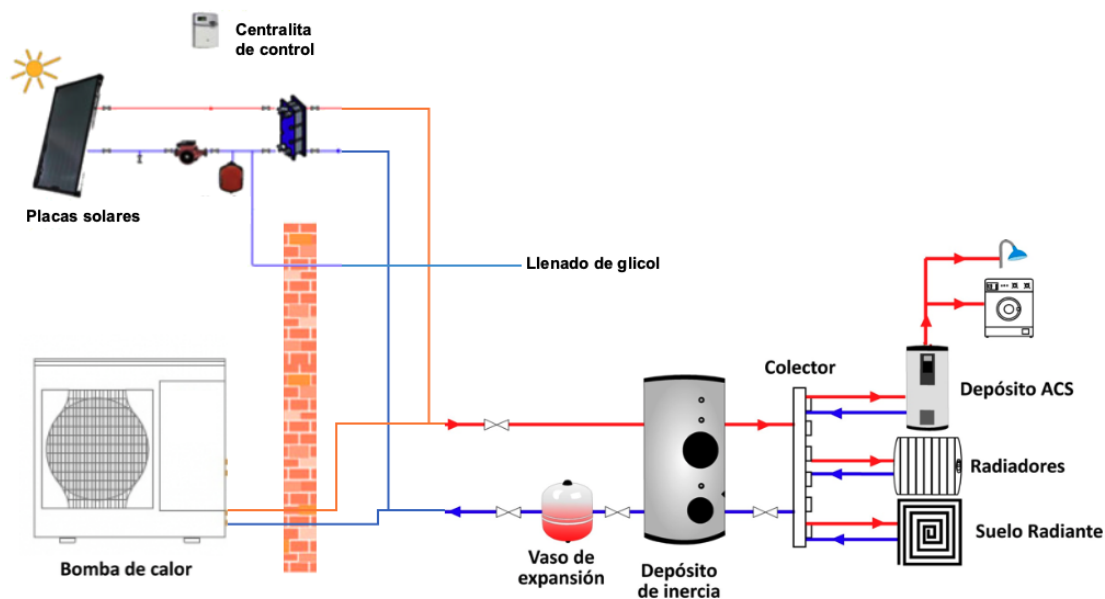 Centralita
de control
Placas solares
Llenado de glicol
Colector
Depósito ACS
Radiadores
Suelo Radiante
Bomba de calor
Vaso de
expansión
Depósito
de inercia